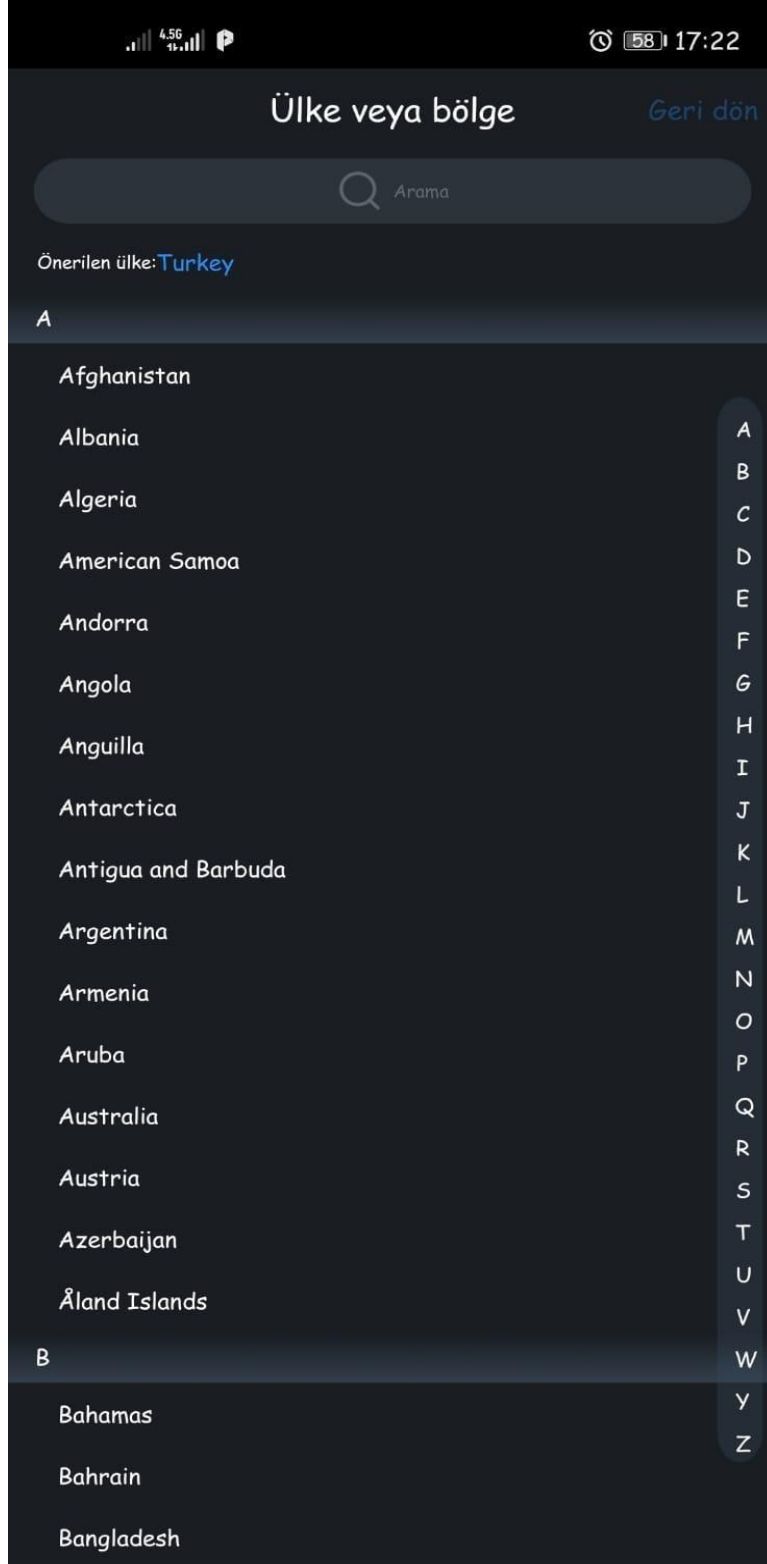 4.5G 58 17:22
Ülke veya bölge Geri dön
Arama
Önerilen ülke:Turkey
A
Afghanistan
Albania
Algeria
American Samoa
Andorra
Angola
Anguilla
Antarctica
Antigua and Barbuda
Argentina
Armenia
Aruba
Australia
Austria
Azerbaijan
Åland Islands
B
Bahamas
Bahrain
Bangladesh
A
B
C
D
E
F
G
H
I
J
K
L
M
N
O
P
Q
R
S
T
U
V
W
Y
Z